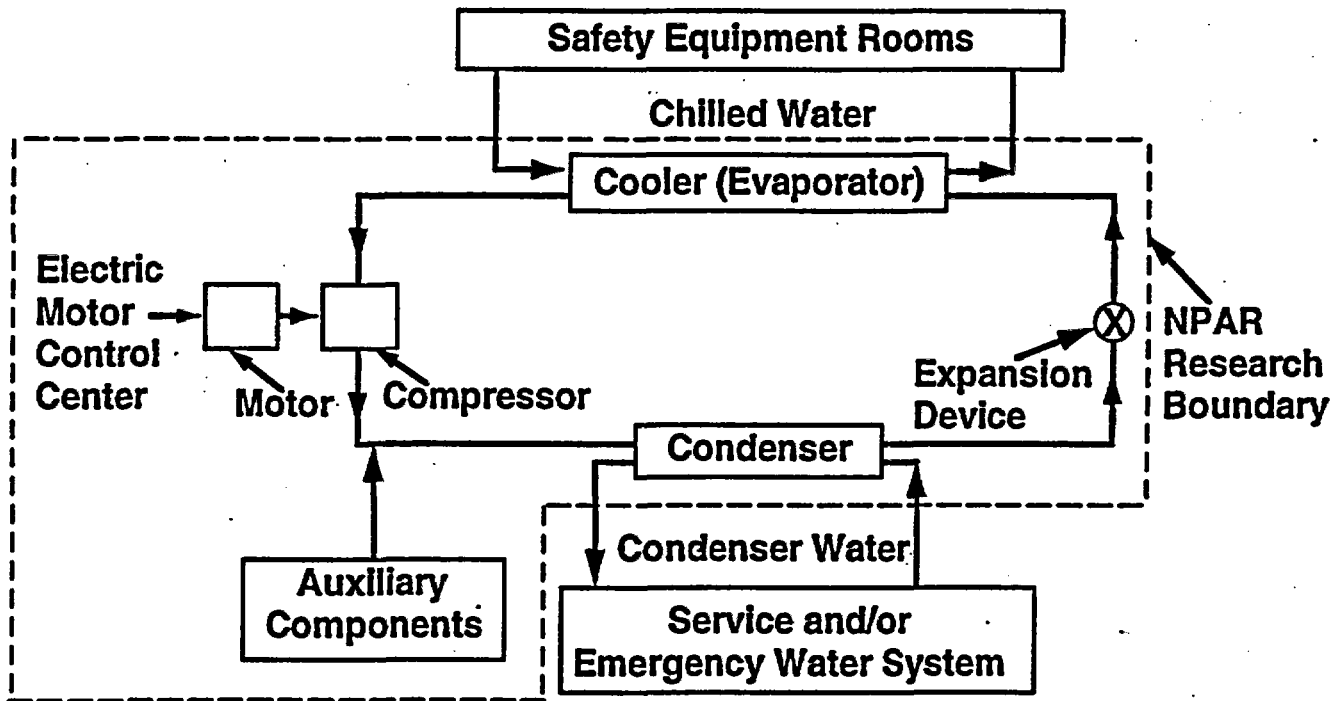 Safety Equipment Rooms
Chilled Water
Cooler (Evaporator)
Electric
Motor
Control
Center
Motor
Compressor
Expansion
Device
X
NPAR
Research
Boundary
Condenser
Condenser Water
Auxiliary
Components
Service and/or
Emergency Water System